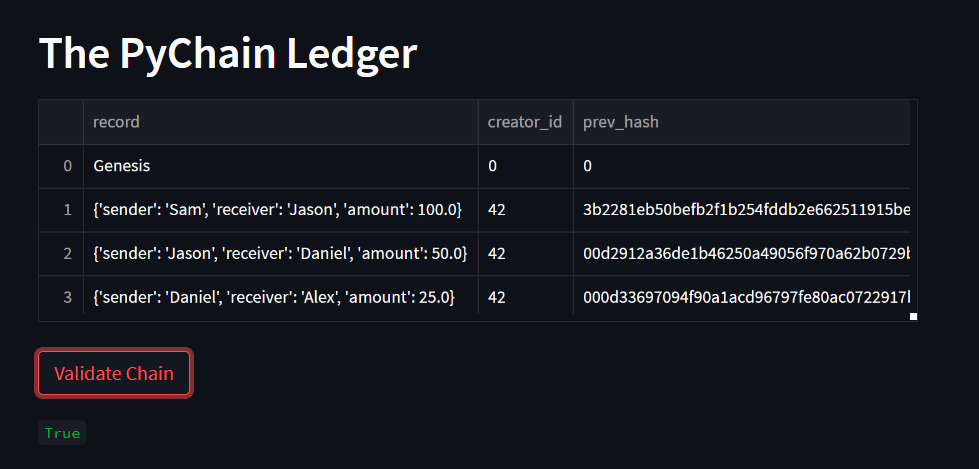 The PyChain Ledger
record creator_id prev_hash
0 Genesis 0 0
1 {'sender': 'Sam', 'receiver': 'Jason', 'amount': 100.0} 42 3b2281eb50befb2f1b254fddb2e662511915be
2 {'sender': 'Jason', 'receiver': 'Daniel', 'amount': 50.0} 42 00d2912a36de1b46250a49056f970a62b0729b
3 {'sender': 'Daniel', 'receiver': 'Alex', 'amount': 25.0} 42 000d33697094f90a1acd96797fe80ac0722917
Validate Chain
True